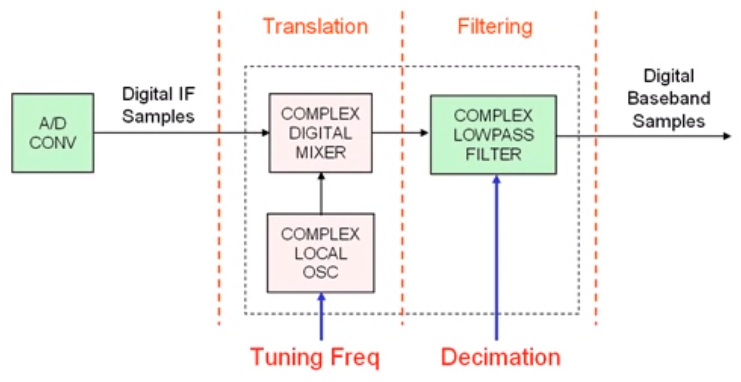 Translation
Filtering
Digital IF
Samples
Digital
Baseband
Samples
A/D
CONV
COMPLEX
DIGITAL
MIXER
COMPLEX
LOWPASS
FILTER
COMPLEX
LOCAL
OSC
Tuning Freq
Decimation